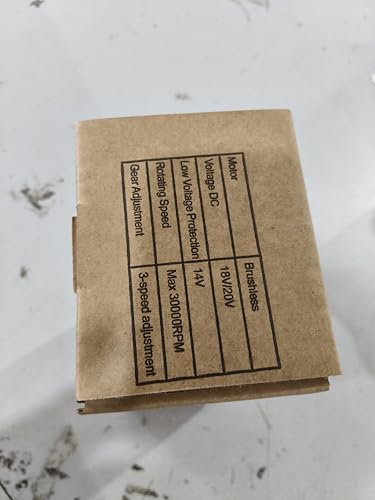 Motor Brushless
Voltage DC 18V/20V
Low Voltage Protection 14V
Rotating Speed Max 30000RPM
Gear Adjustment 3-speed adjustment